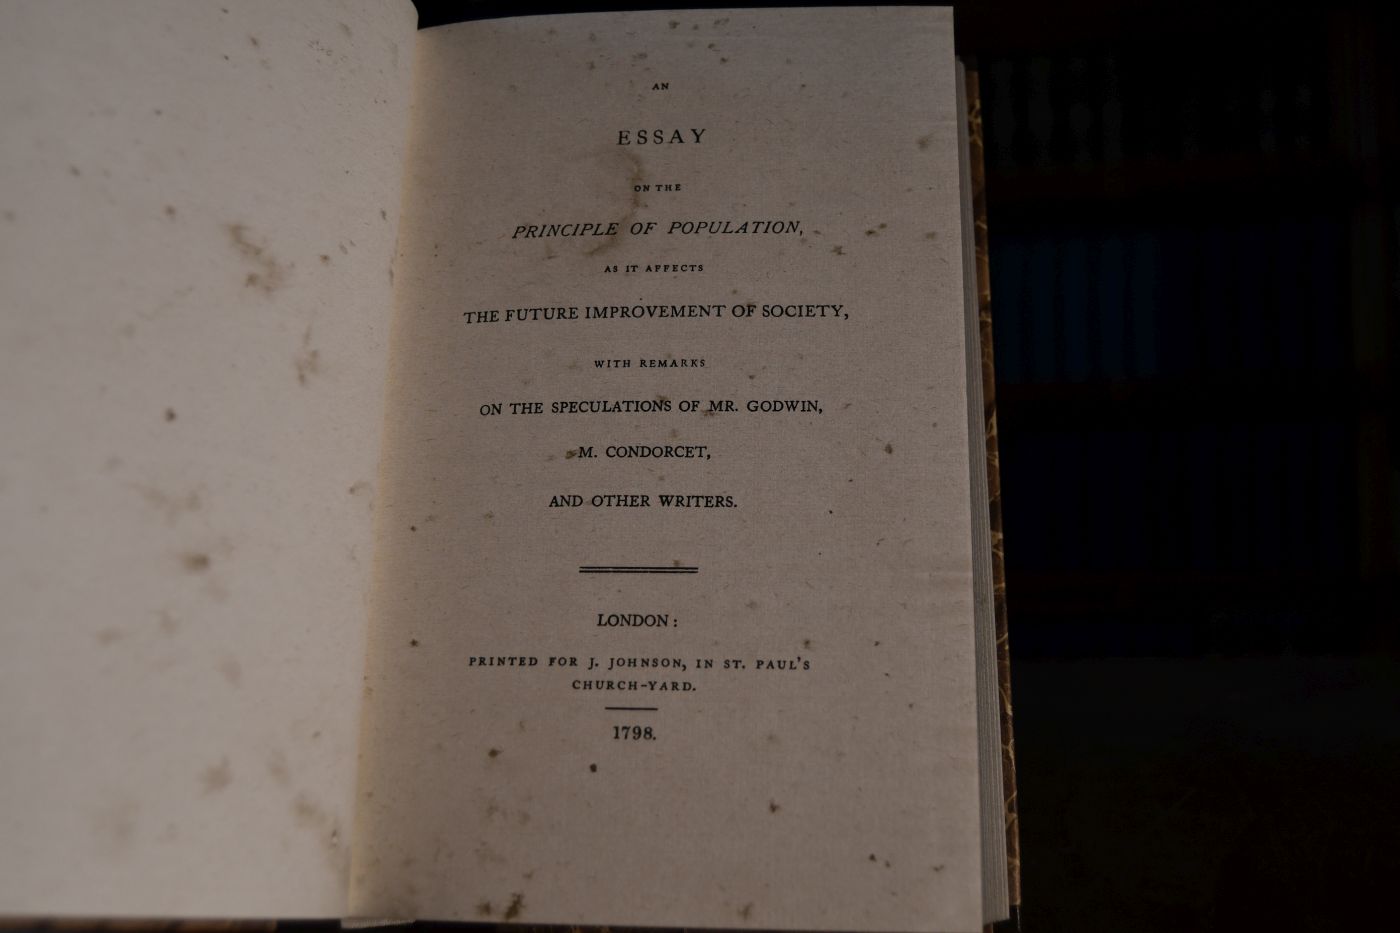 AN
ESSAY
ON THE
PRINCIPLE OF POPULATION,
AS IT AFFECTS
THE FUTURE IMPROVEMENT OF SOCIETY,
WITH REMARKS
ON THE SPECULATIONS OF MR. GODWIN,
M. CONDORCET,
AND OTHER WRITERS.
LONDON:
PRINTED FOR J. JOHNSON, IN ST. PAUL'S
CHURCH-YARD.
1798.